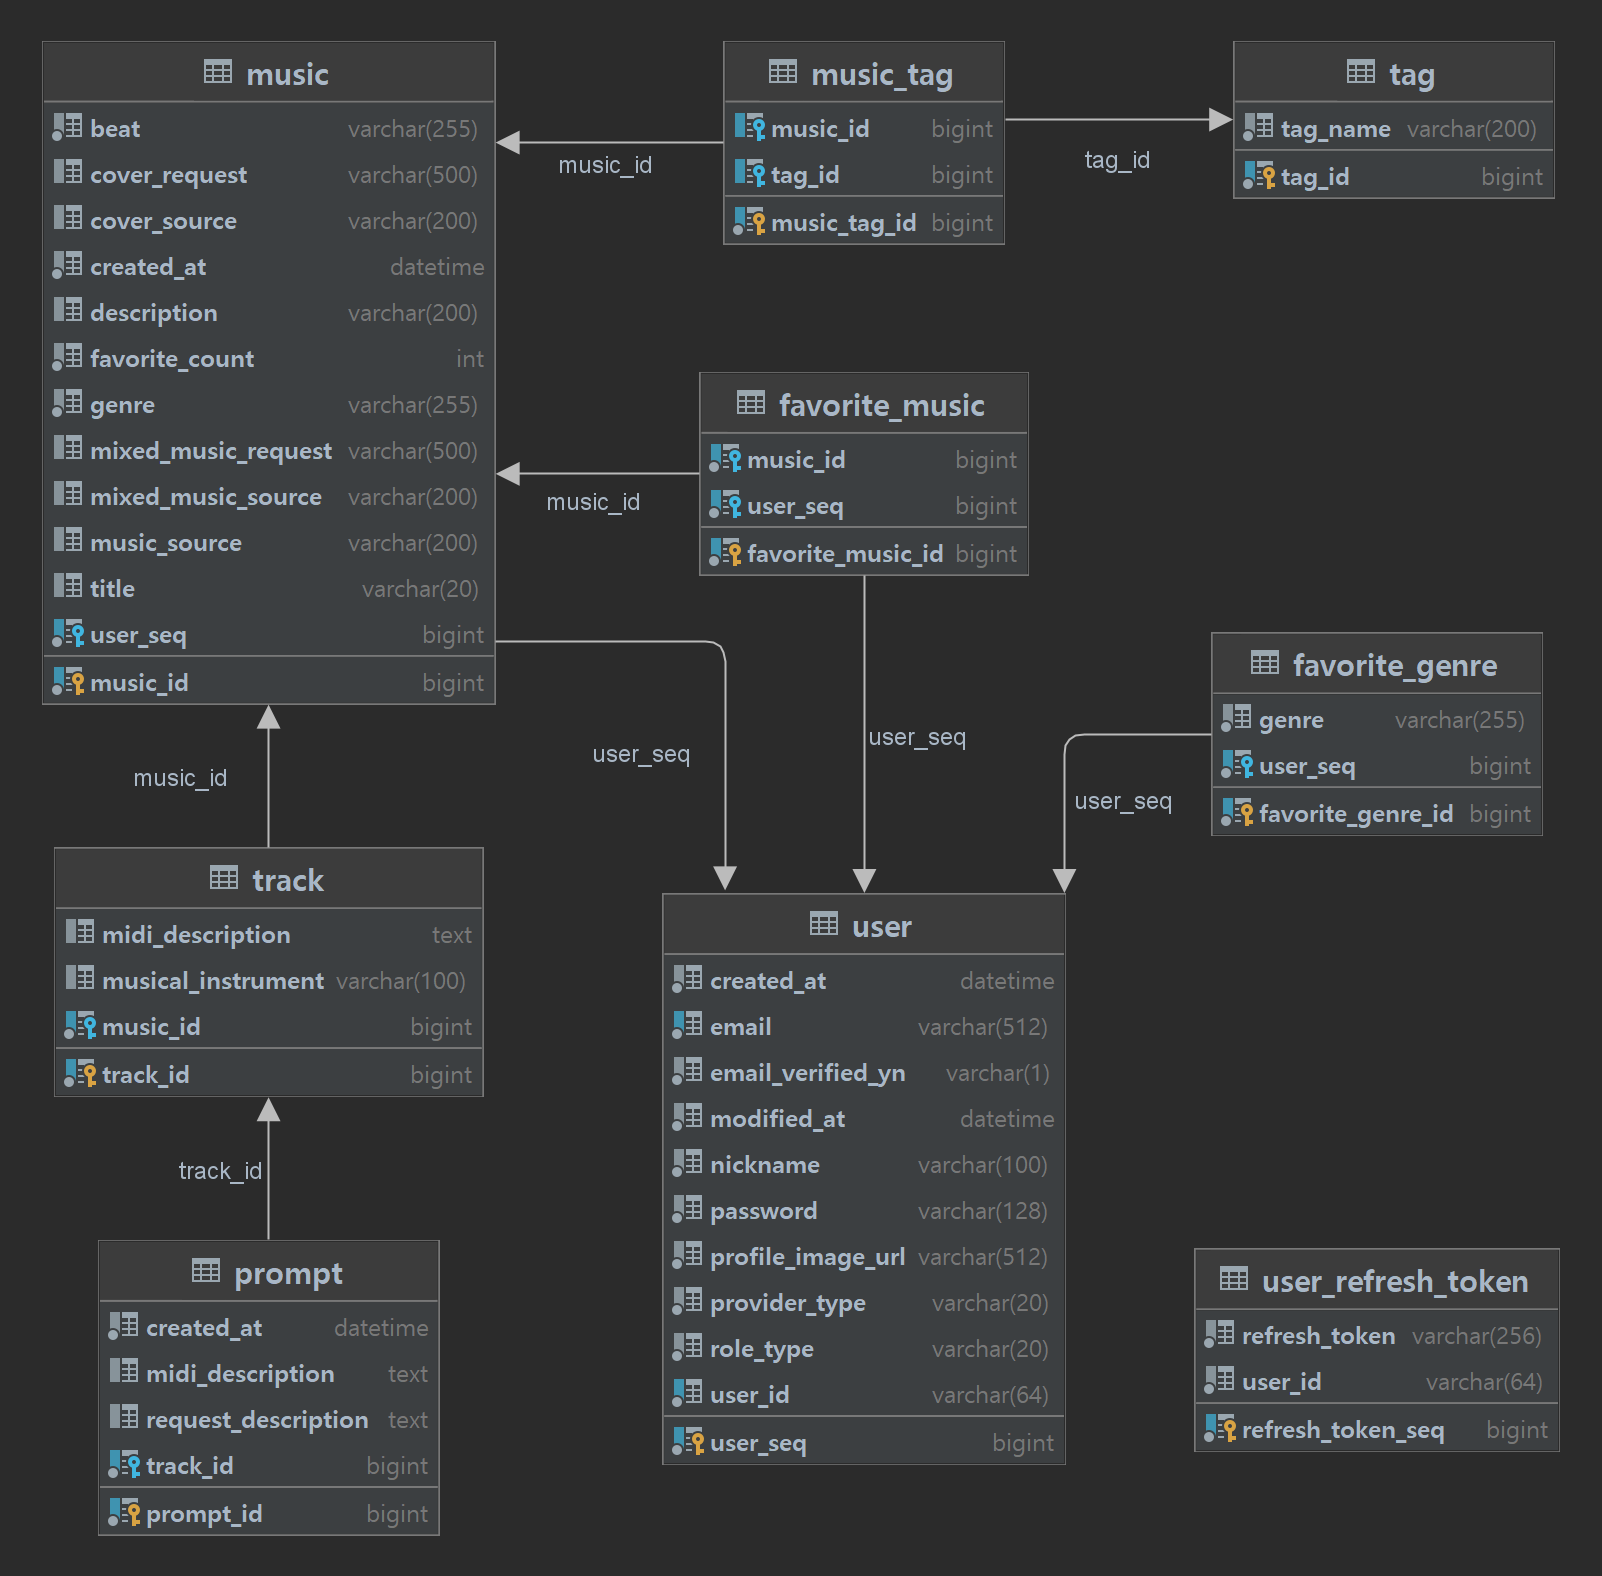 music
beat varchar(255)
cover_request varchar(500)
cover_source varchar(200)
created_at datetime
description varchar(200)
favorite_count int
genre varchar(255)
mixed_music_request varchar(500)
mixed_music_source varchar(200)
music_source varchar(200)
title varchar(20)
user_seq bigint
music_id bigint
music_id
music_tag
music_id bigint
tag_id bigint
music_tag_id bigint
tag_id
tag
tag_name varchar(200)
tag_id bigint
music_id
favorite_music
music_id bigint
user_seq bigint
favorite_music_id bigint
user_seq
user_seq
favorite_genre
genre varchar(255)
user_seq bigint
favorite_genre_id bigint
user_seq
music_id
track
midi_description text
musical_instrument varchar(100)
music_id bigint
track_id bigint
track_id
prompt
created_at datetime
midi_description text
request_description text
track_id bigint
prompt_id bigint
user
created_at datetime
email varchar(512)
email_verified_yn varchar(1)
modified_at datetime
nickname varchar(100)
password varchar(128)
profile_image_url varchar(512)
provider_type varchar(20)
role_type varchar(20)
user_id varchar(64)
user_seq bigint
user_refresh_token
refresh_token varchar(256)
user_id varchar(64)
refresh_token_seq bigint